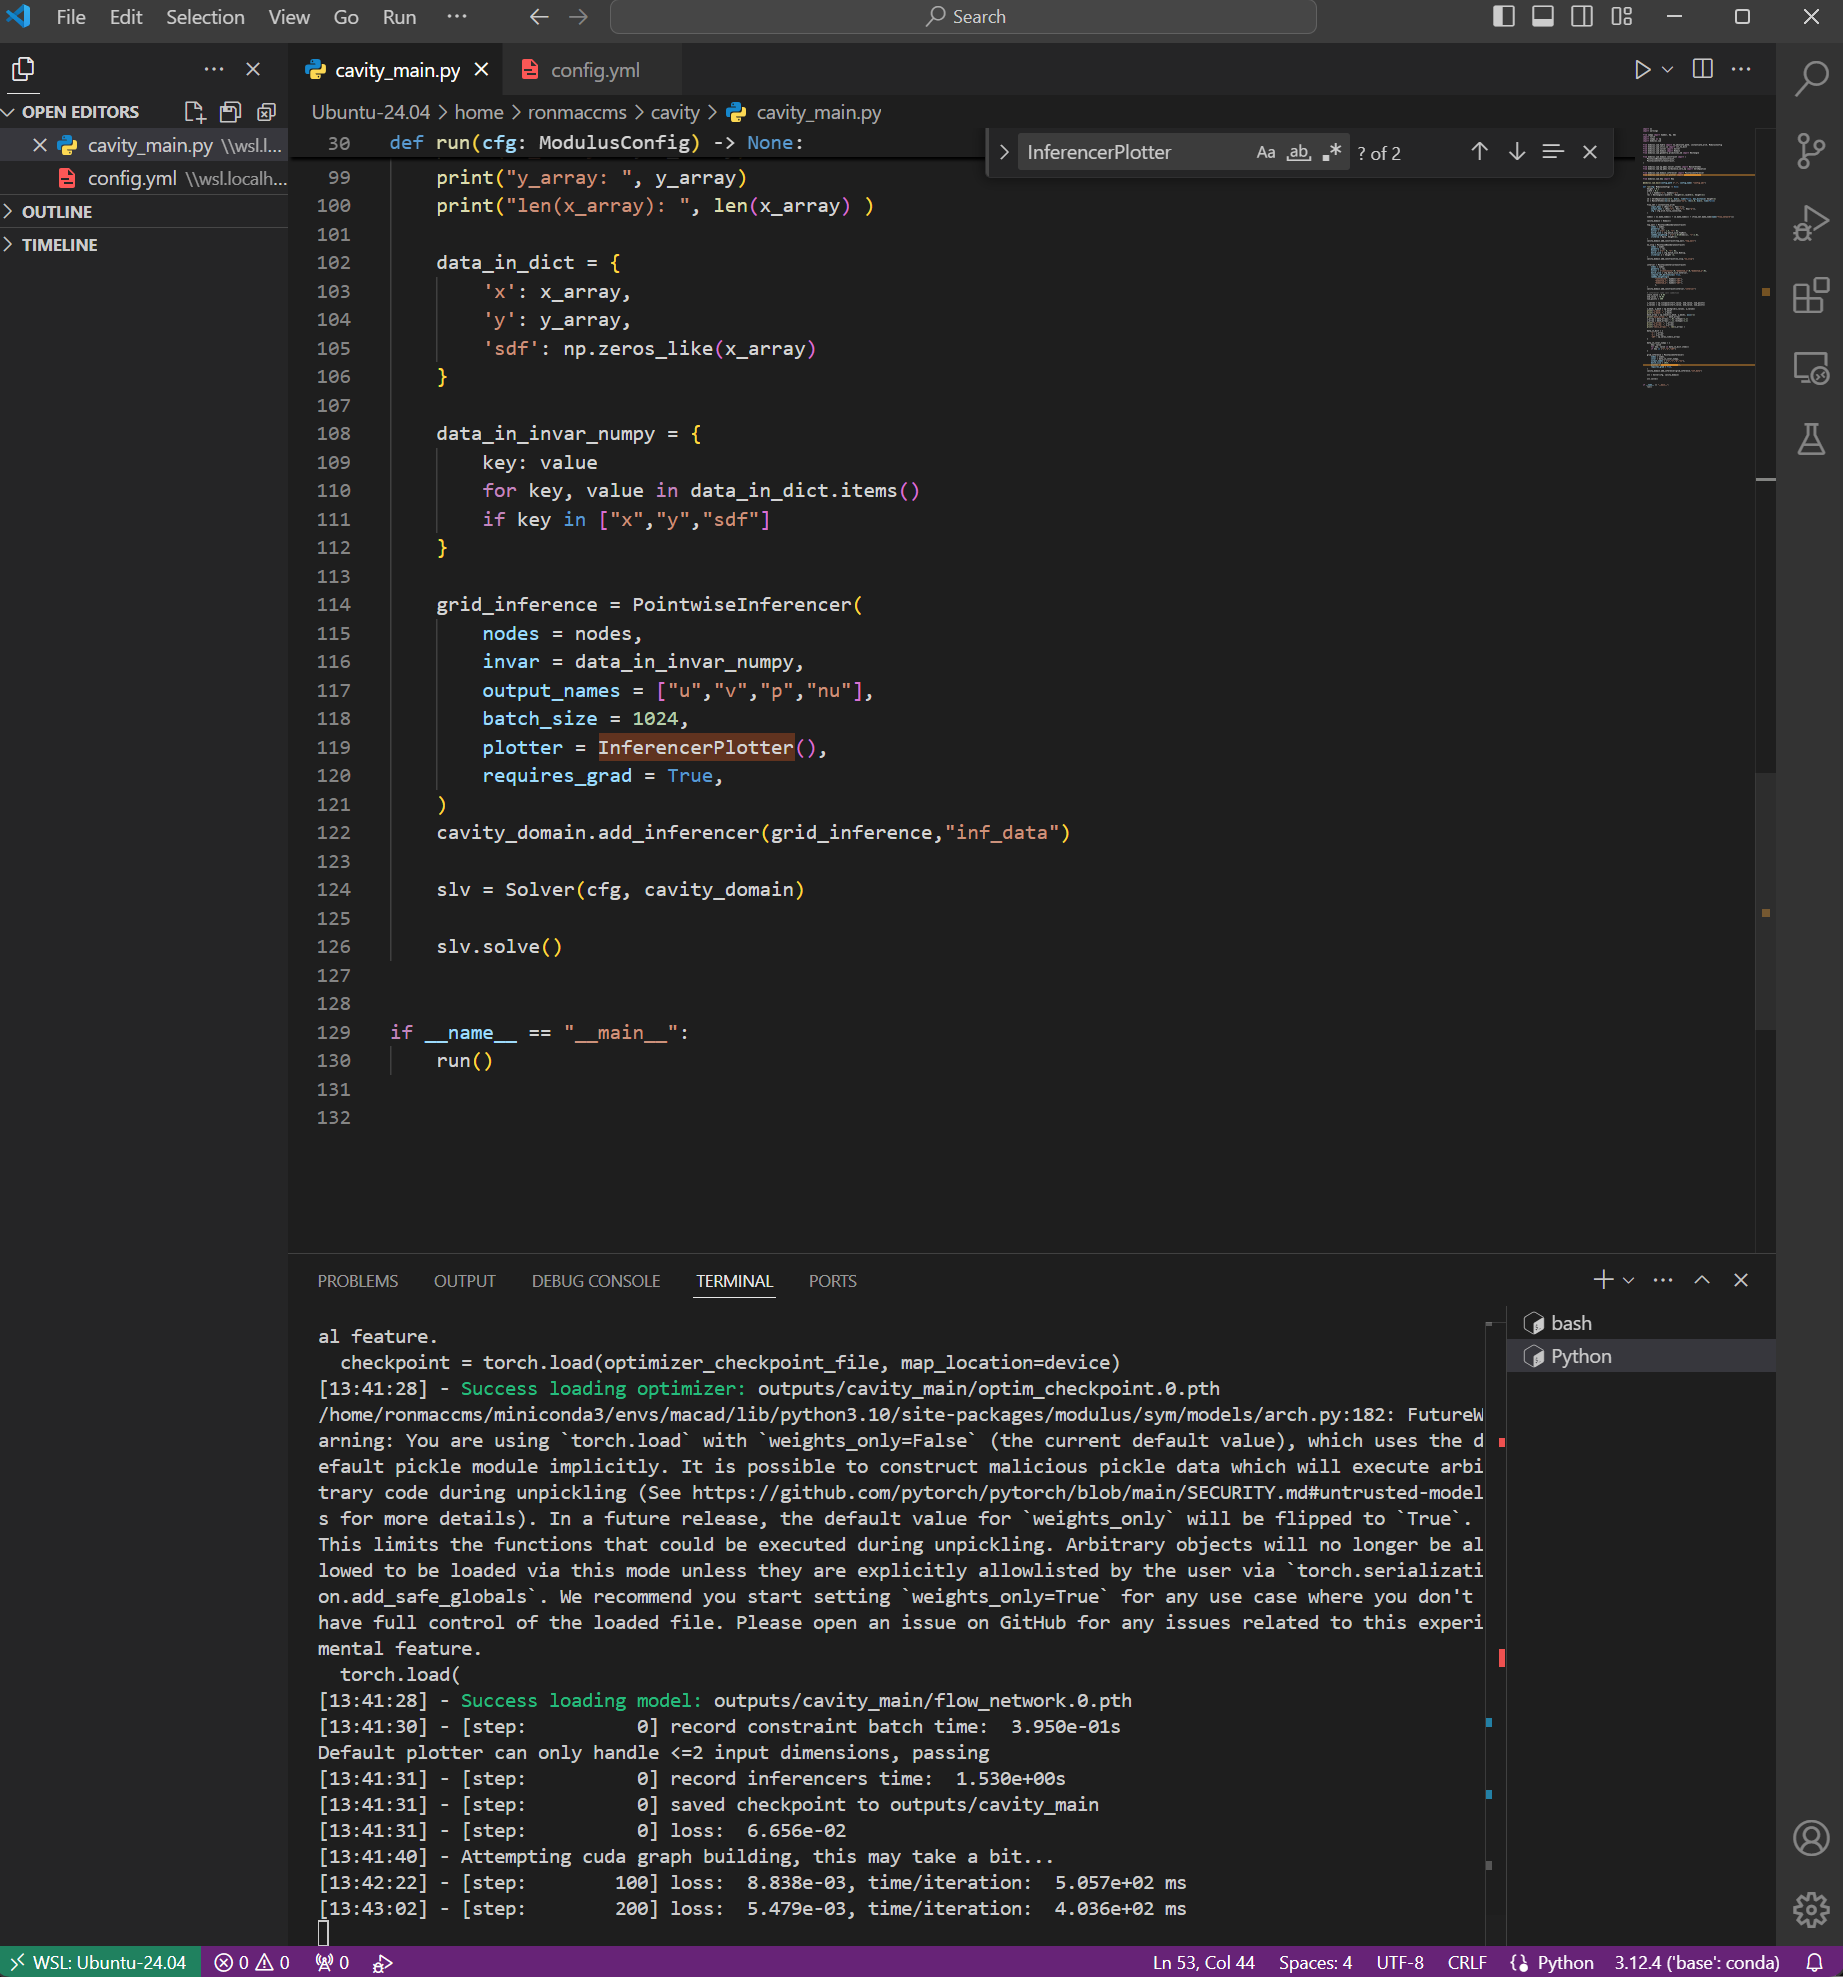 File Edit Selection View Go Run ··· Search
cavity_main.py config.yml
OPEN EDITORS
cavity_main.py \\wsl.l...
config.yml \\wsl.localh...
OUTLINE
TIMELINE
Ubuntu-24.04 > home > ronmaccms > cavity > cavity_main.py
InferencerPlotter Aa ab ? of 2
30 def run(cfg: ModulusConfig) -> None:
99 print("y_array: ", y_array)
100 print("len(x_array): ", len(x_array) )
101
102 data_in_dict = {
103 'x': x_array,
104 'y': y_array,
105 'sdf': np.zeros_like(x_array)
106 }
107
108 data_in_invar_numpy = {
109 key: value
110 for key, value in data_in_dict.items()
111 if key in ["x","y","sdf"]
112 }
113
114 grid_inference = PointwiseInferencer(
115 nodes = nodes,
116 invar = data_in_invar_numpy,
117 output_names = ["u","v","p","nu"],
118 batch_size = 1024,
119 plotter = InferencerPlotter(),
120 requires_grad = True,
121 )
122 cavity_domain.add_inferencer(grid_inference,"inf_data")
123
124 slv = Solver(cfg, cavity_domain)
125
126 slv.solve()
127
128
129 if __name__ == "__main__":
130 run()
131
132
PROBLEMS OUTPUT DEBUG CONSOLE TERMINAL PORTS
bash
Python
al feature.
checkpoint = torch.load(optimizer_checkpoint_file, map_location=device)
[13:41:28] - Success loading optimizer: outputs/cavity_main/optim_checkpoint.0.pth
/home/ronmaccms/miniconda3/envs/macad/lib/python3.10/site-packages/modulus/sym/models/arch.py:182: FutureW
arning: You are using `torch.load` with `weights_only=False` (the current default value), which uses the d
efault pickle module implicitly. It is possible to construct malicious pickle data which will execute arbi
trary code during unpickling (See https://github.com/pytorch/pytorch/blob/main/SECURITY.md#untrusted-model
s for more details). In a future release, the default value for `weights_only` will be flipped to `True`.
This limits the functions that could be executed during unpickling. Arbitrary objects will no longer be al
lowed to be loaded via this mode unless they are explicitly allowlisted by the user via `torch.serializati
on.add_safe_globals`. We recommend you start setting `weights_only=True` for any use case where you don't
have full control of the loaded file. Please open an issue on GitHub for any issues related to this experi
mental feature.
torch.load(
[13:41:28] - Success loading model: outputs/cavity_main/flow_network.0.pth
[13:41:30] - [step: 0] record constraint batch time: 3.950e-01s
Default plotter can only handle <=2 input dimensions, passing
[13:41:31] - [step: 0] record inferencers time: 1.530e+00s
[13:41:31] - [step: 0] saved checkpoint to outputs/cavity_main
[13:41:31] - [step: 0] loss: 6.656e-02
[13:41:40] - Attempting cuda graph building, this may take a bit...
[13:42:22] - [step: 100] loss: 8.838e-03, time/iteration: 5.057e+02 ms
[13:43:02] - [step: 200] loss: 5.479e-03, time/iteration: 4.036e+02 ms
WSL: Ubuntu-24.04 0 0 0 Ln 53, Col 44 Spaces: 4 UTF-8 CRLF Python 3.12.4 ('base': conda)